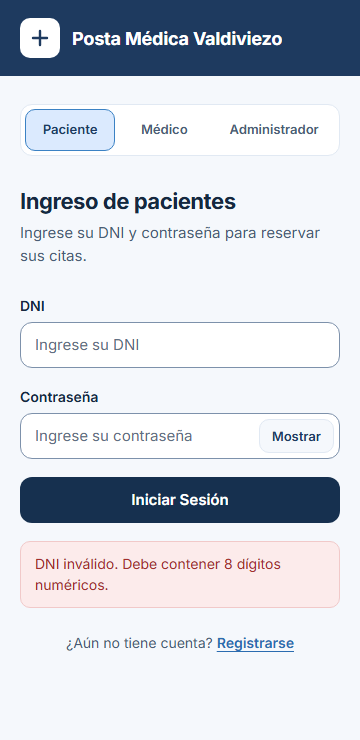 Posta Médica Valdiviezo
Paciente
Médico
Administrador
Ingreso de pacientes
Ingrese su DNI y contraseña para reservar
sus citas.
DNI
Ingrese su DNI
Contraseña
Ingrese su contraseña
Mostrar
Iniciar Sesión
DNI inválido. Debe contener 8 dígitos
numéricos.
¿Aún no tiene cuenta? Registrarse